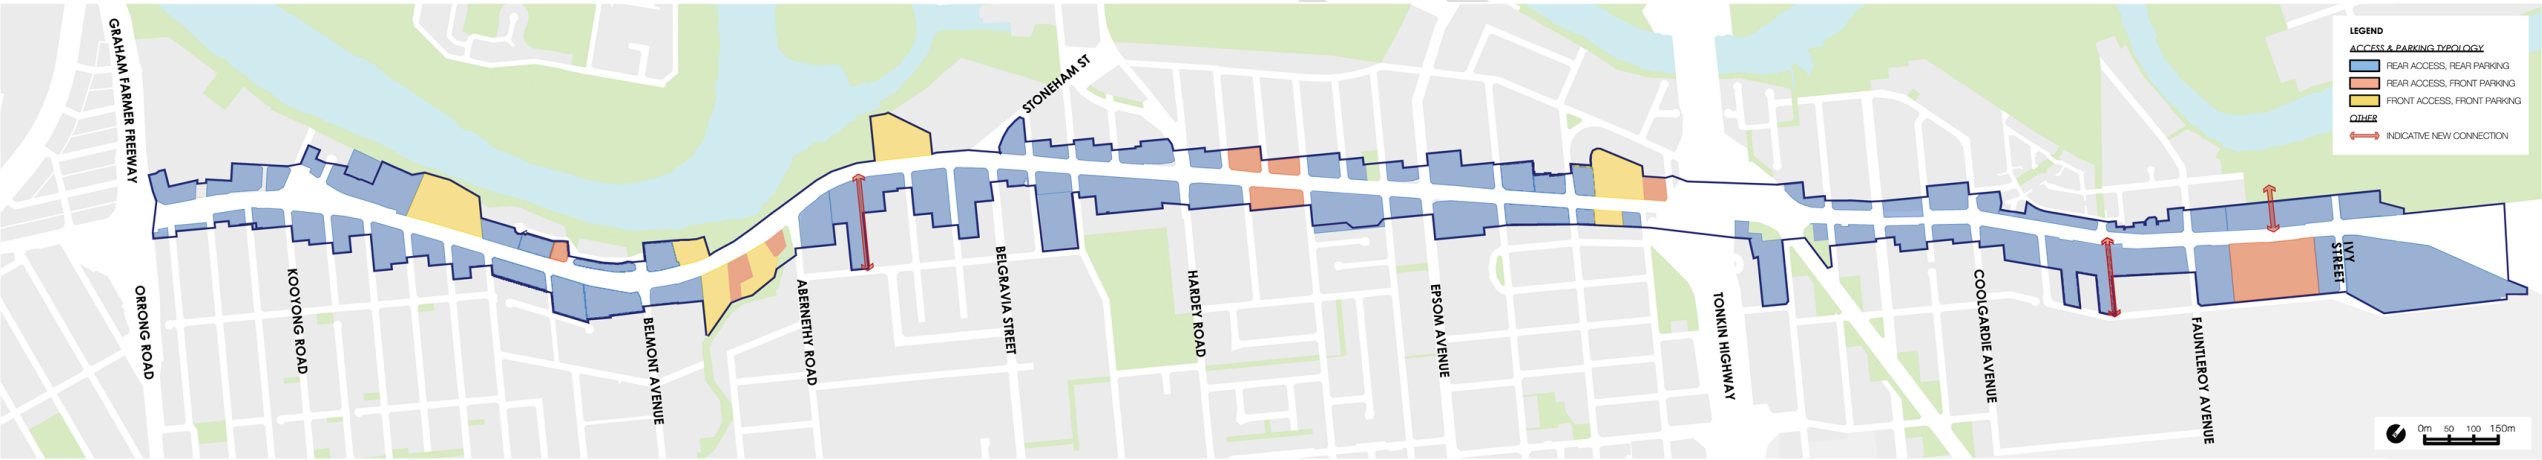 GRAHAM FARMER FREEWAY
ORRONG ROAD
KOOYONG ROAD
BELMONT AVENUE
ABERNETHY ROAD
BELGRAVIA STREET
STONEHAM ST
HARDEY ROAD
EPSOM AVENUE
TONKIN HIGHWAY
COOLGARDIE AVENUE
FAUNTLEROY AVENUE
IVY
STREET
LEGEND
ACCESS & PARKING TYPOLOGY
REAR ACCESS, REAR PARKING
REAR ACCESS, FRONT PARKING
FRONT ACCESS, FRONT PARKING
OTHER
INDICATIVE NEW CONNECTION
0m 50 100 150m